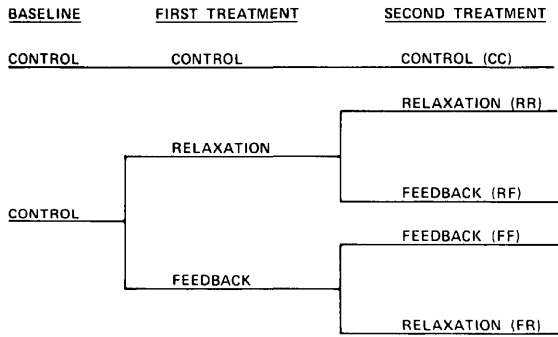 BASELINE FIRST TREATMENT SECOND TREATMENT
CONTROL CONTROL CONTROL (CC)
RELAXATION (RR)
RELAXATION
FEEDBACK (RF)
CONTROL
FEEDBACK (FF)
FEEDBACK
RELAXATION (FR)